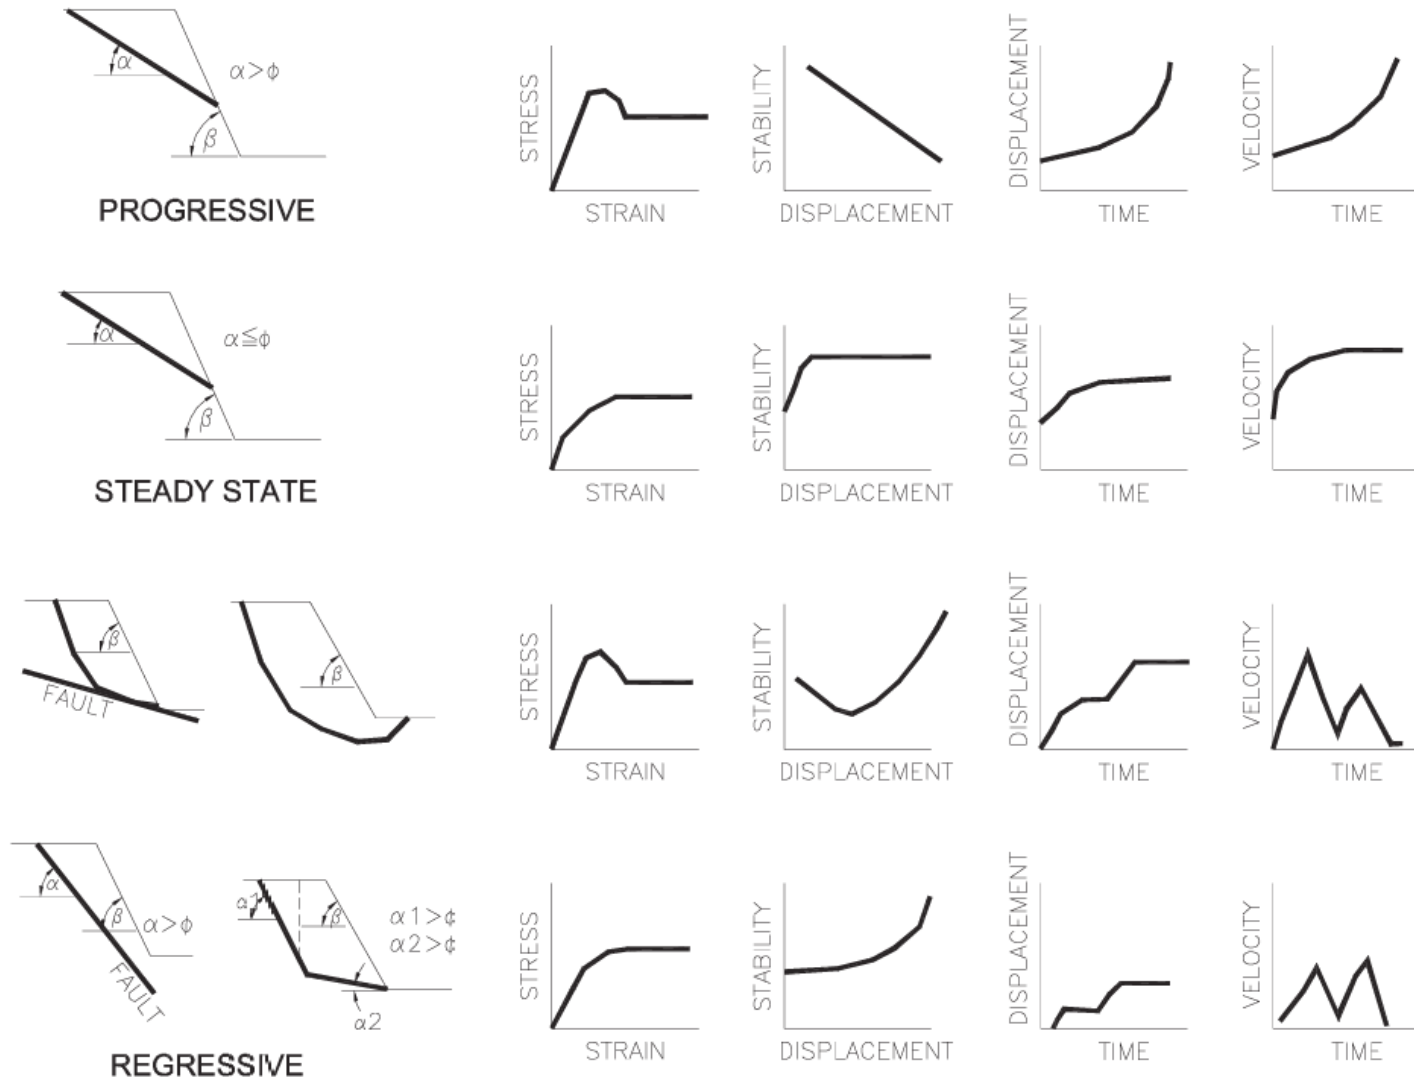 α
α>ϕ
β
PROGRESSIVE
STRESS
STRAIN
STABILITY
DISPLACEMENT
DISPLACEMENT
TIME
VELOCITY
TIME
α
α≦ϕ
β
STEADY STATE
STRESS
STRAIN
STABILITY
DISPLACEMENT
DISPLACEMENT
TIME
VELOCITY
TIME
β
FAULT
β
STRESS
STRAIN
STABILITY
DISPLACEMENT
DISPLACEMENT
TIME
VELOCITY
TIME
α
β
α>ϕ
FAULT
α1
β
α1>¢
α2>¢
α2
REGRESSIVE
STRESS
STRAIN
STABILITY
DISPLACEMENT
DISPLACEMENT
TIME
VELOCITY
TIME